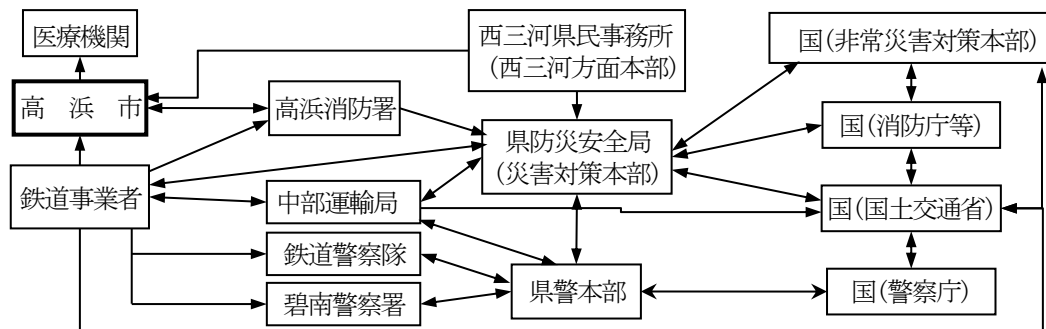 医療機関
西三河県民事務所
(西三河方面本部)
国(非常災害対策本部)
高　浜　市
高浜消防署
国(消防庁等)
県防災安全局
(災害対策本部)
鉄道事業者
中部運輸局
国(国土交通省)
鉄道警察隊
県警本部
国(警察庁)
碧南警察署